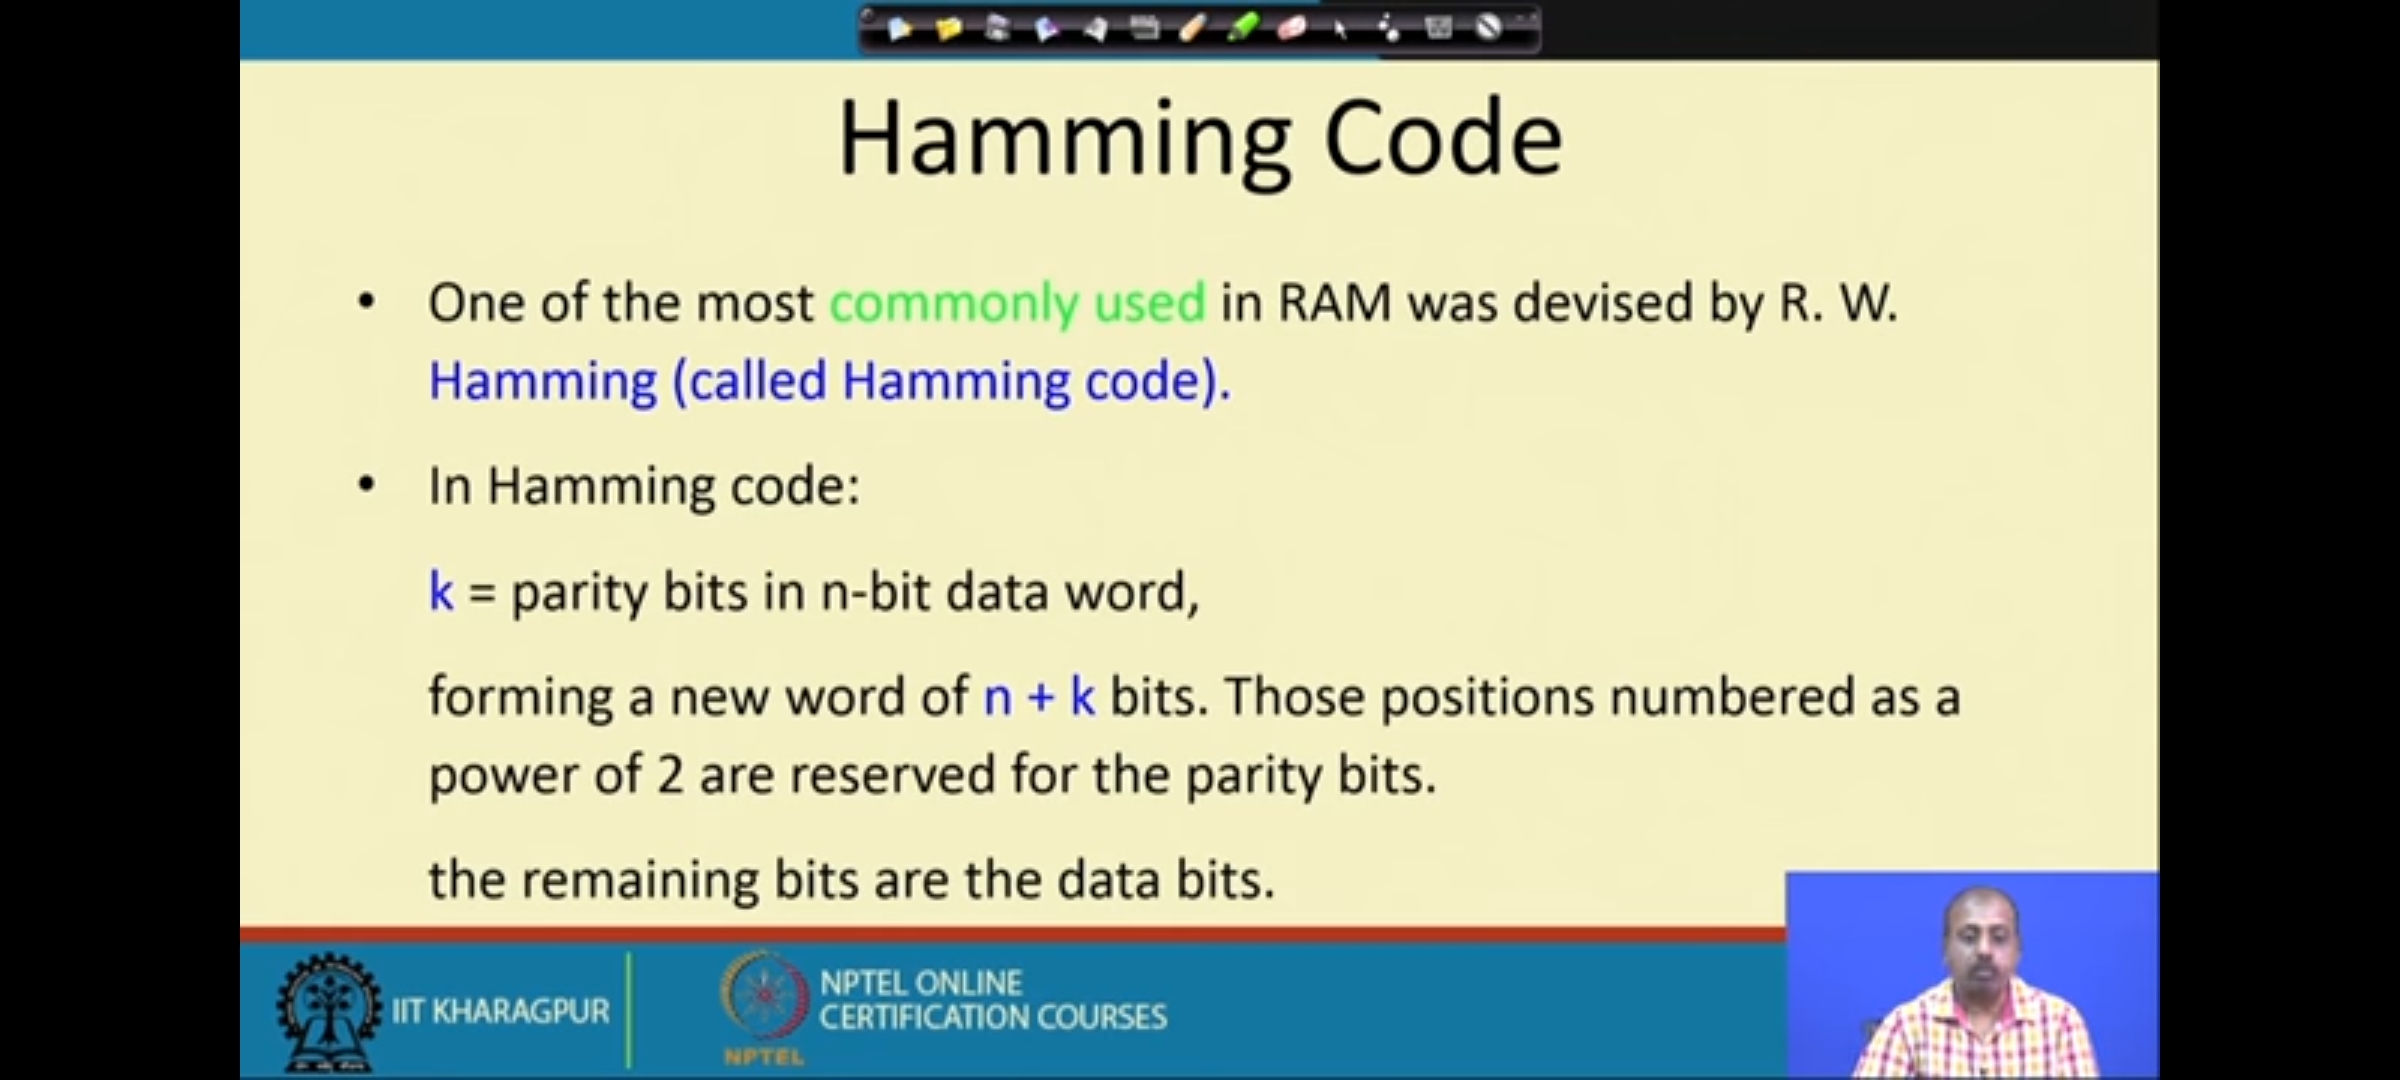 Hamming Code
• One of the most commonly used in RAM was devised by R. W.
Hamming (called Hamming code).
• In Hamming code:
k = parity bits in n-bit data word,
forming a new word of n + k bits. Those positions numbered as a
power of 2 are reserved for the parity bits.
the remaining bits are the data bits.
IIT KHARAGPUR
NPTEL ONLINE
CERTIFICATION COURSES
NPTEL